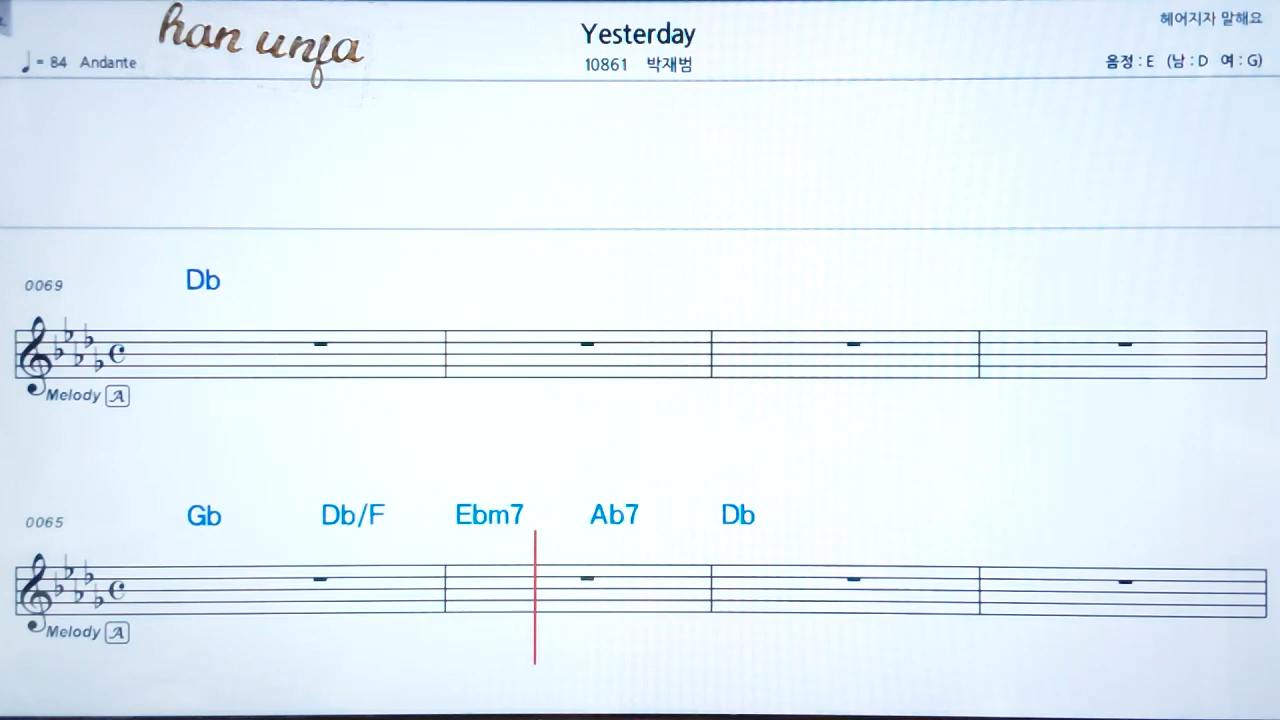 han unfa
Yesterday
헤어지자 말해요
♩= 84 Andante
10861 박재범
음정 : E (남 : D 여 : G)
0069
Db
Melody A
0065
Gb Db/F Ebm7 Ab7 Db
Melody A